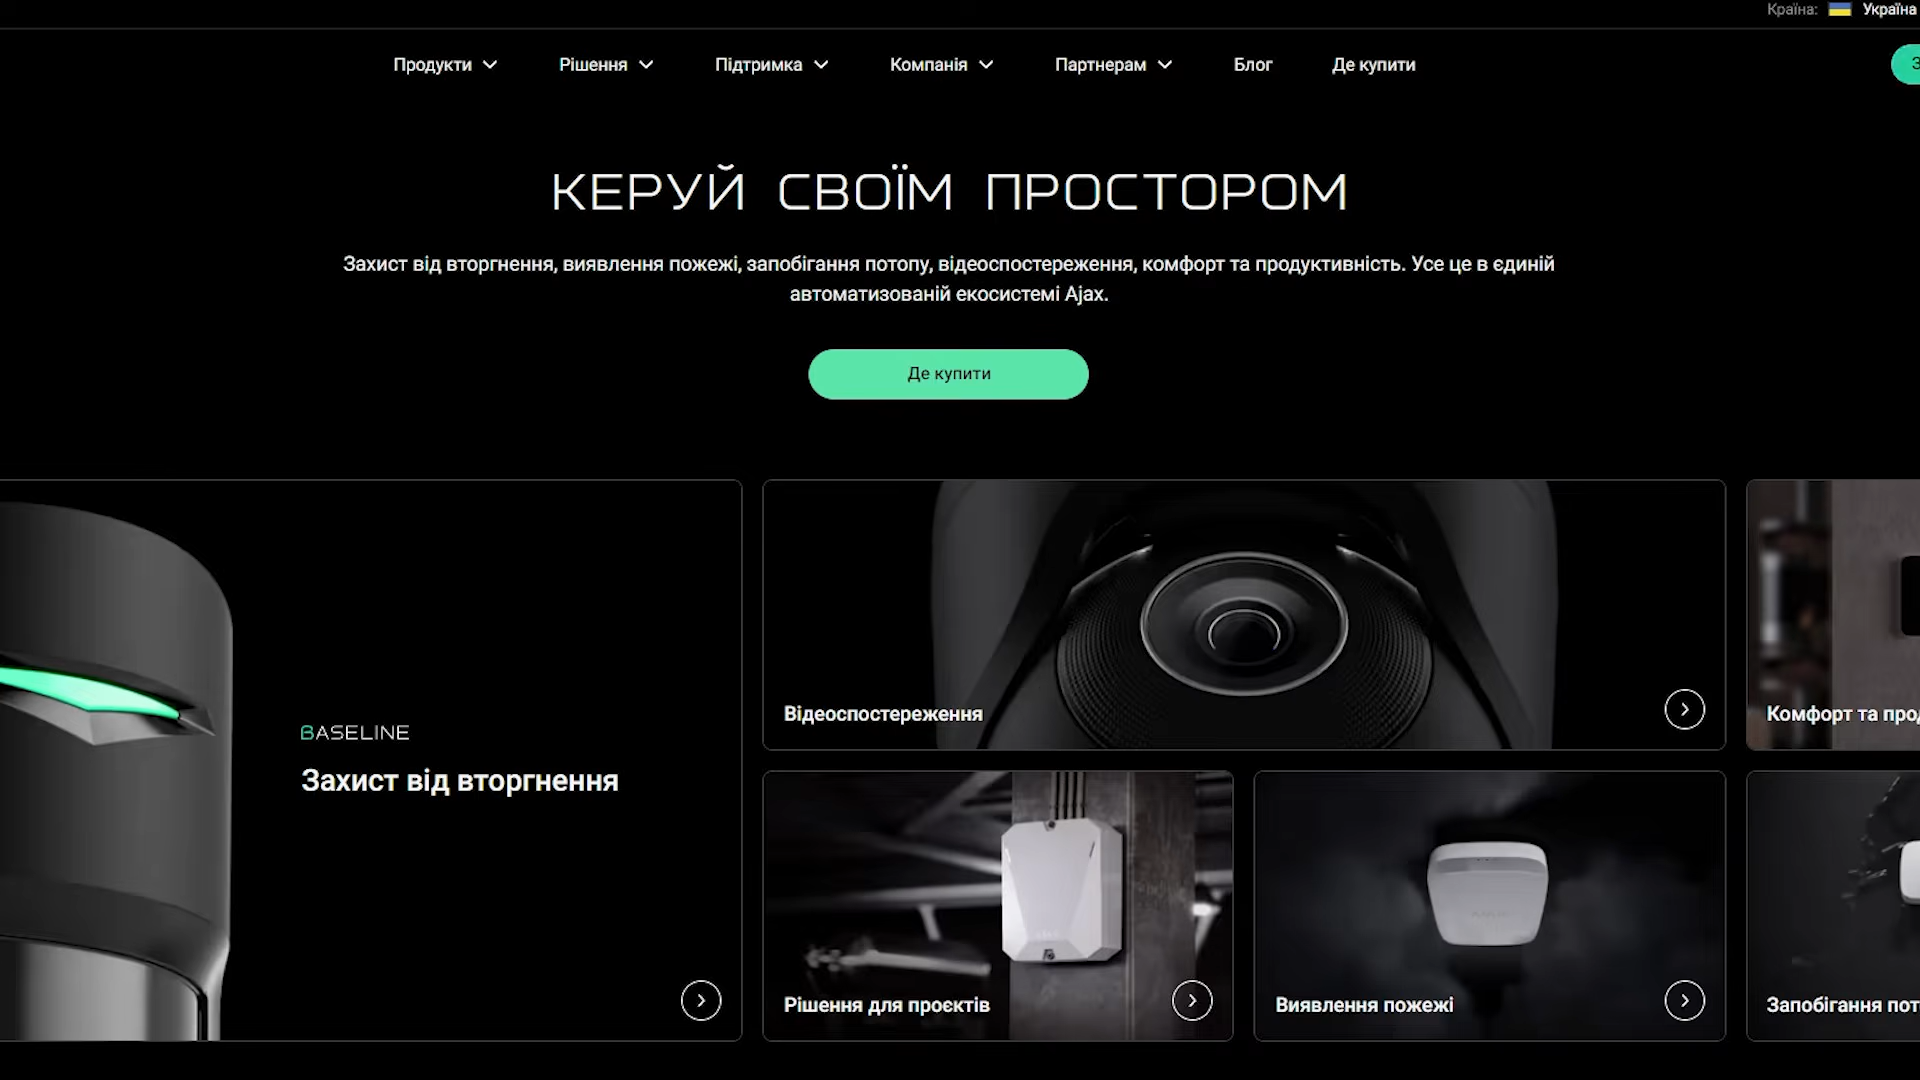 Країна: Україна
Продукти
Рішення
Підтримка
Компанія
Партнерам
Блог
Де купити
КЕРУЙ СВОЇМ ПРОСТОРОМ
Захист від вторгнення, виявлення пожежі, запобігання потопу, відеоспостереження, комфорт та продуктивність. Усе це в єдиній
автоматизованій екосистемі Ajax.
Де купити
BASELINE
Захист від вторгнення
Відеоспостереження
Комфорт та
Рішення для проєктів
Виявлення пожежі
Запобігання